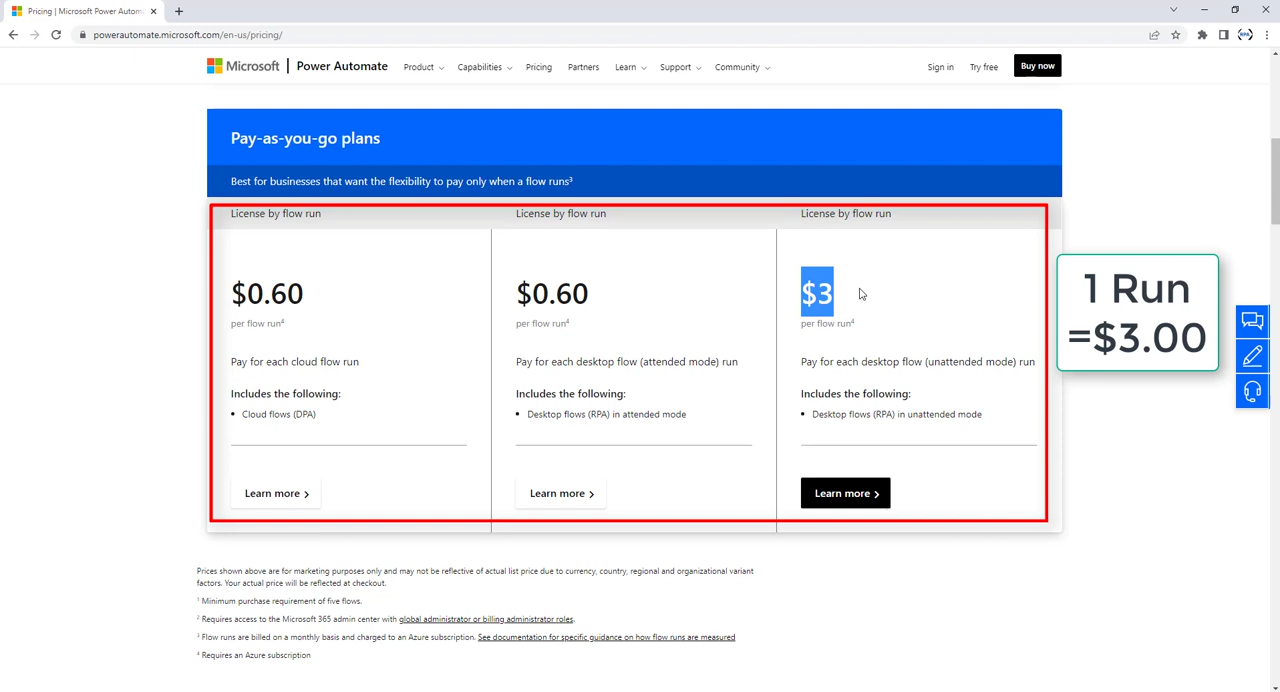 Pricing | Microsoft Power Autom
powerautomate.microsoft.com/en-us/pricing/
Microsoft | Power Automate
Product
Capabilities
Pricing
Partners
Learn
Support
Community
Sign in
Try free
Buy now
Pay-as-you-go plans
Best for businesses that want the flexibility to pay only when a flow runs³
License by flow run
$0.60
per flow run⁴
Pay for each cloud flow run
Includes the following:
• Cloud flows (DPA)
Learn more
License by flow run
$0.60
per flow run⁴
Pay for each desktop flow (attended mode) run
Includes the following:
• Desktop flows (RPA) in attended mode
Learn more
License by flow run
$3
per flow run⁴
Pay for each desktop flow (unattended mode) run
Includes the following:
• Desktop flows (RPA) in unattended mode
Learn more
1 Run
=$3.00
Prices shown above are for marketing purposes only and may not be reflective of actual list price due to currency, country, regional and organizational variant
factors. Your actual price will be reflected at checkout.
¹ Minimum purchase requirement of five flows.
² Requires access to the Microsoft 365 admin center with global administrator or billing administrator roles.
³ Flow runs are billed on a monthly basis and charged to an Azure subscription. See documentation for specific guidance on how flow runs are measured
⁴ Requires an Azure subscription